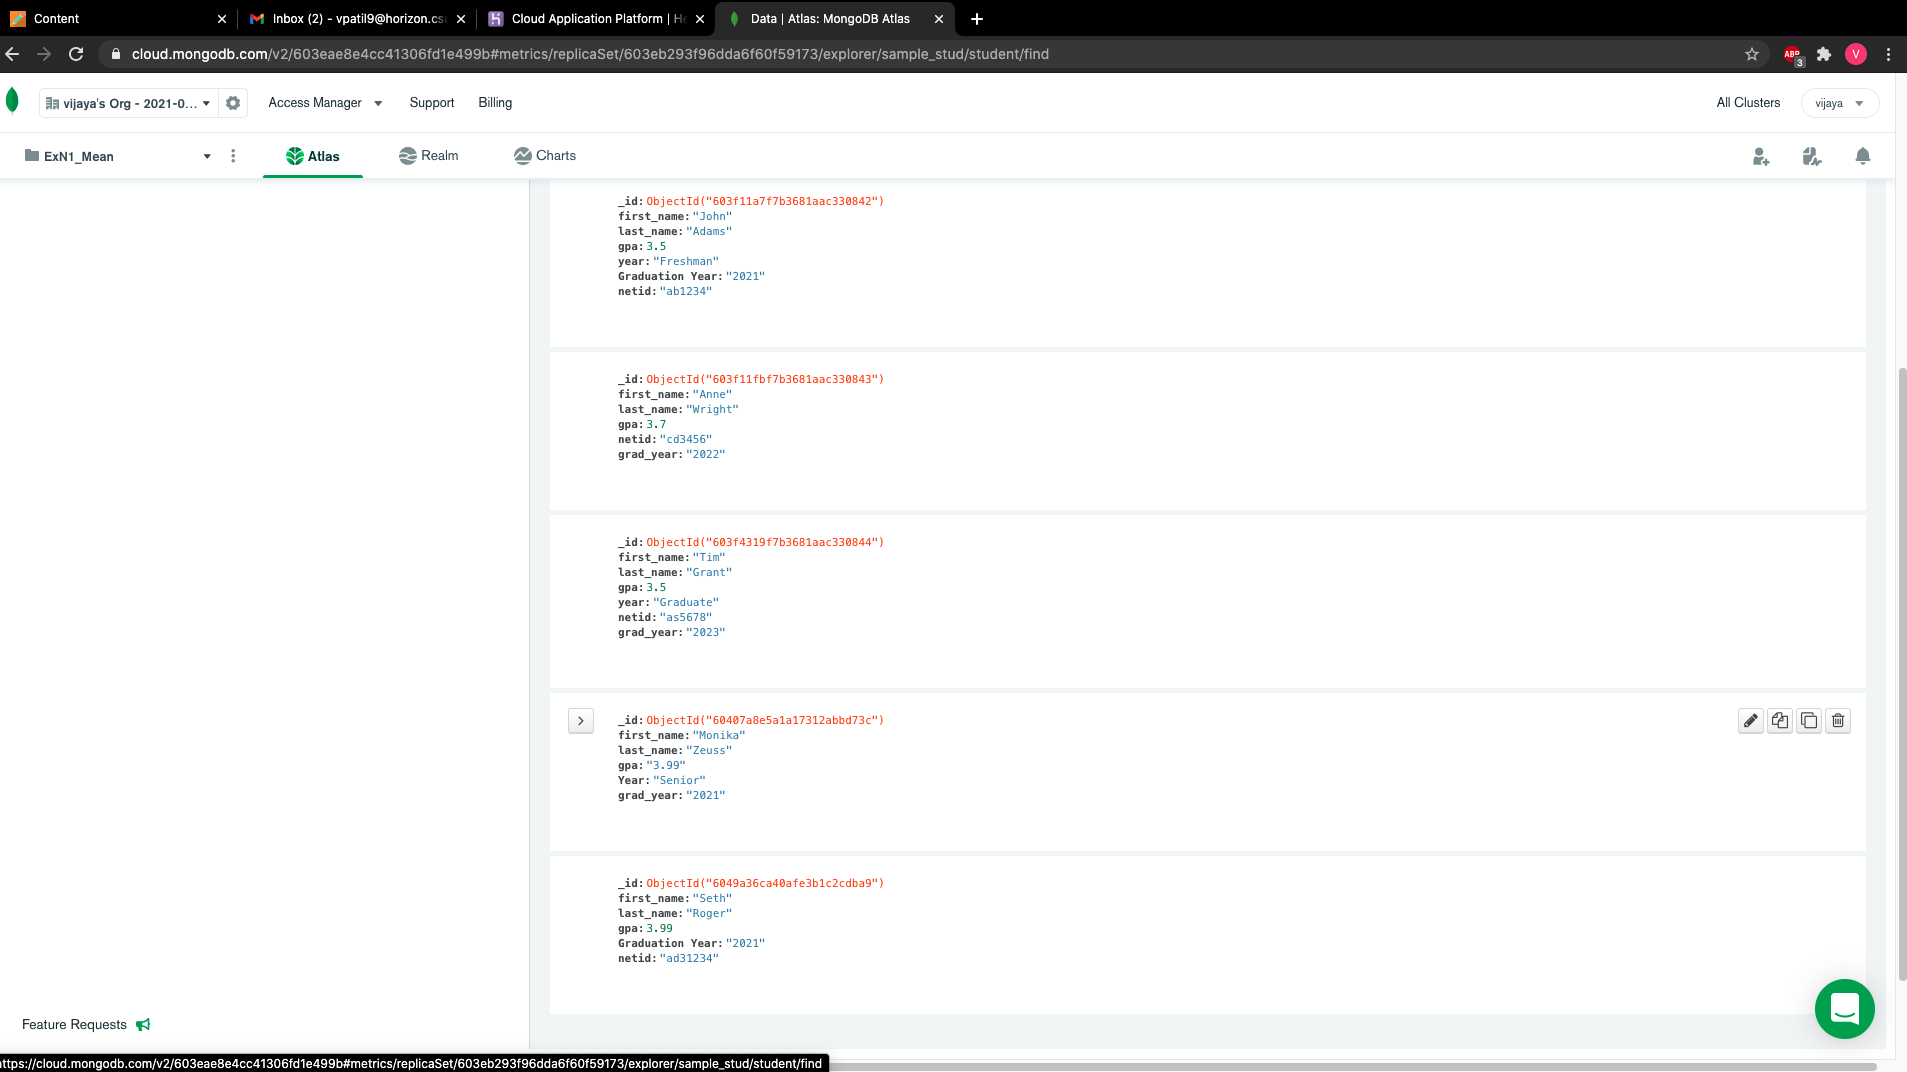 Content
Inbox (2) - vpatil9@horizon.csu
Cloud Application Platform | He
Data | Atlas: MongoDB Atlas
cloud.mongodb.com/v2/603eae8e4cc41306fd1e499b#metrics/replicaSet/603eb293f96dda6f60f59173/explorer/sample_stud/student/find
ABP
3
V
vijaya's Org - 2021-0...
Access Manager
Support
Billing
All Clusters
vijaya
ExN1_Mean
Atlas
Realm
Charts
_id: ObjectId("603f11a7f7b3681aac330842")
first_name: "John"
last_name: "Adams"
gpa: 3.5
year: "Freshman"
Graduation Year: "2021"
netid: "ab1234"
_id: ObjectId("603f11fbf7b3681aac330843")
first_name: "Anne"
last_name: "Wright"
gpa: 3.7
netid: "cd3456"
grad_year: "2022"
_id: ObjectId("603f4319f7b3681aac330844")
first_name: "Tim"
last_name: "Grant"
gpa: 3.5
year: "Graduate"
netid: "as5678"
grad_year: "2023"
_id: ObjectId("60407a8e5a1a17312abbd73c")
first_name: "Monika"
last_name: "Zeuss"
gpa: "3.99"
Year: "Senior"
grad_year: "2021"
_id: ObjectId("6049a36ca40afe3b1c2cdba9")
first_name: "Seth"
last_name: "Roger"
gpa: 3.99
Graduation Year: "2021"
netid: "ad31234"
Feature Requests
https://cloud.mongodb.com/v2/603eae8e4cc41306fd1e499b#metrics/replicaSet/603eb293f96dda6f60f59173/explorer/sample_stud/student/find